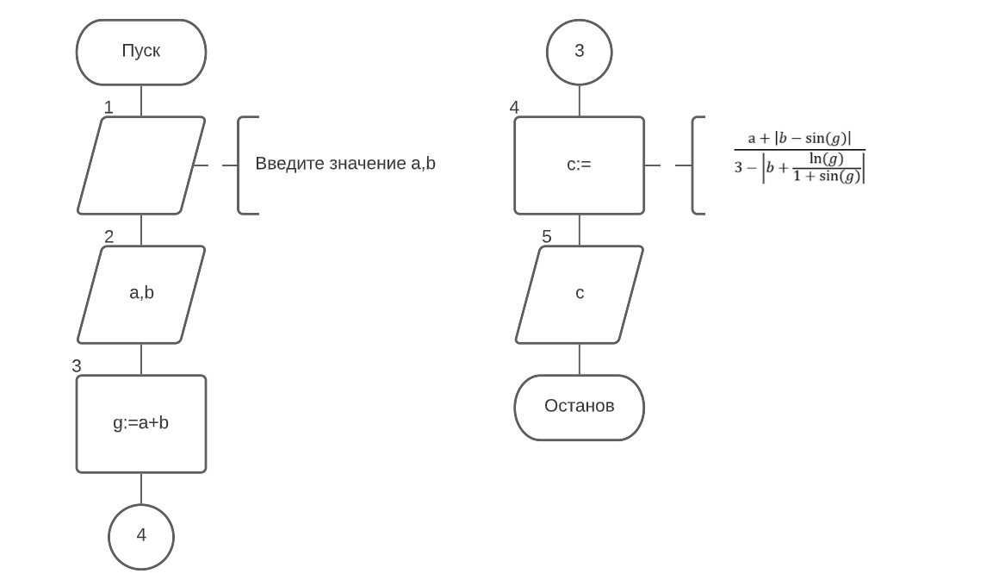 Пуск
1
Введите значение a,b
2
a,b
3
g:=a+b
4
3
4
c:=
a + |b − sin(g)|
3 − |b + ln(g)
1 + sin(g)|
5
c
Останов